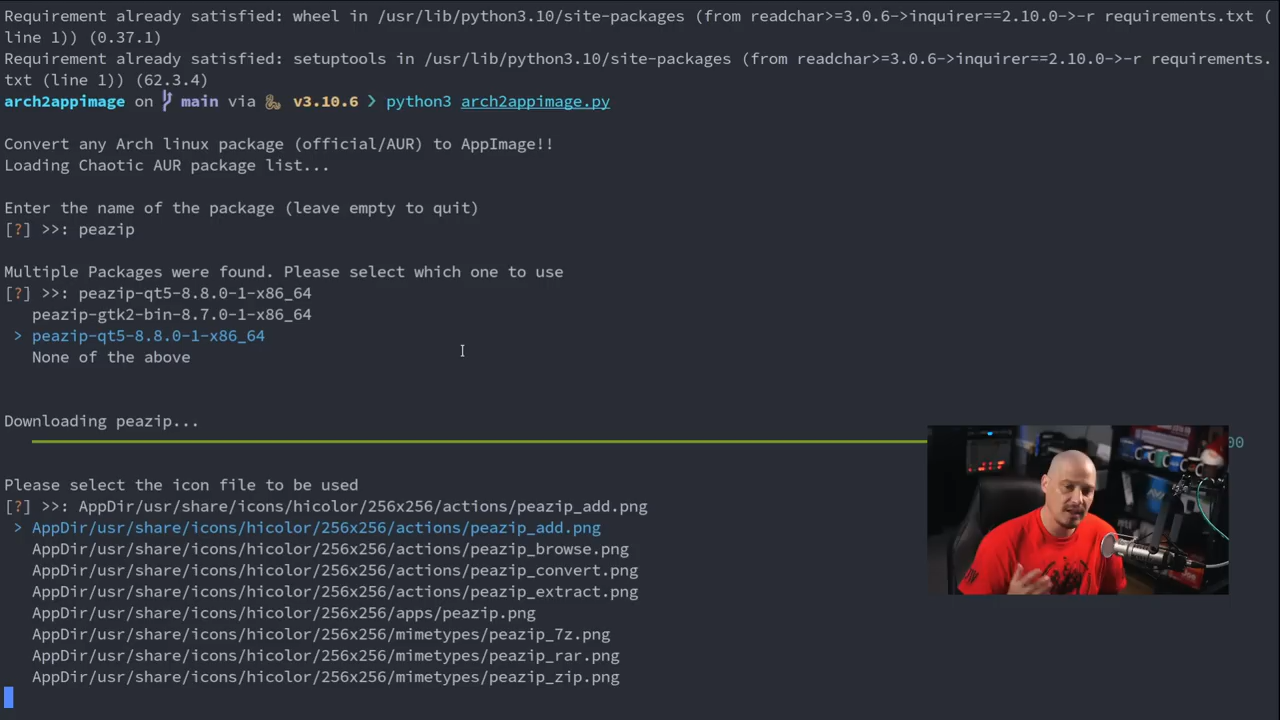 Requirement already satisfied: wheel in /usr/lib/python3.10/site-packages (from readchar>=3.0.6->inquirer==2.10.0->-r requirements.txt (
line 1)) (0.37.1)
Requirement already satisfied: setuptools in /usr/lib/python3.10/site-packages (from readchar>=3.0.6->inquirer==2.10.0->-r requirements.
txt (line 1)) (62.3.4)
arch2appimage on main via v3.10.6 > python3 arch2appimage.py
Convert any Arch linux package (official/AUR) to AppImage!!
Loading Chaotic AUR package list...
Enter the name of the package (leave empty to quit)
[?] >>: peazip
Multiple Packages were found. Please select which one to use
[?] >>: peazip-qt5-8.8.0-1-x86_64
peazip-gtk2-bin-8.7.0-1-x86_64
> peazip-qt5-8.8.0-1-x86_64
None of the above
Downloading peazip...
00
Please select the icon file to be used
[?] >>: AppDir/usr/share/icons/hicolor/256x256/actions/peazip_add.png
> AppDir/usr/share/icons/hicolor/256x256/actions/peazip_add.png
AppDir/usr/share/icons/hicolor/256x256/actions/peazip_browse.png
AppDir/usr/share/icons/hicolor/256x256/actions/peazip_convert.png
AppDir/usr/share/icons/hicolor/256x256/actions/peazip_extract.png
AppDir/usr/share/icons/hicolor/256x256/apps/peazip.png
AppDir/usr/share/icons/hicolor/256x256/mimetypes/peazip_7z.png
AppDir/usr/share/icons/hicolor/256x256/mimetypes/peazip_rar.png
AppDir/usr/share/icons/hicolor/256x256/mimetypes/peazip_zip.png